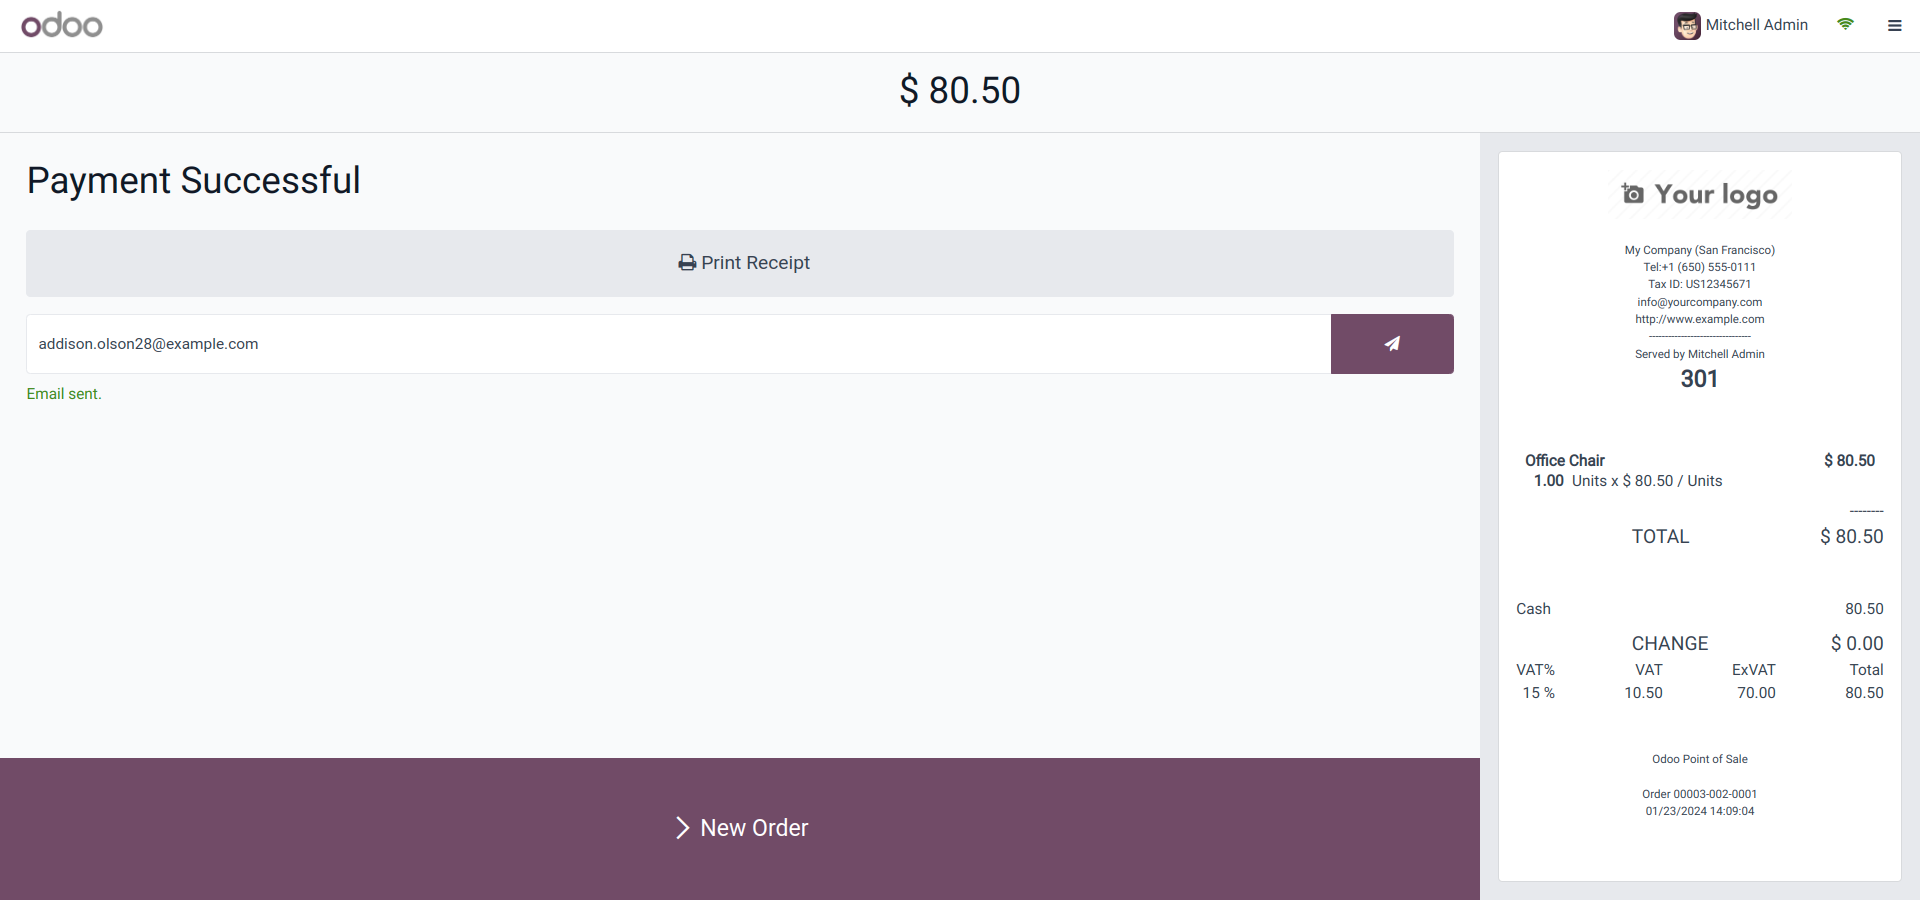 odoo
Mitchell Admin
$ 80.50
Payment Successful
Print Receipt
addison.olson28@example.com
Email sent.
New Order
Your logo
My Company (San Francisco)
Tel:+1 (650) 555-0111
Tax ID: US12345671
info@yourcompany.com
http://www.example.com
--------------------------------
Served by Mitchell Admin
301
Office Chair $ 80.50
1.00 Units x $ 80.50 / Units
--------
TOTAL $ 80.50
Cash 80.50
CHANGE $ 0.00
VAT% VAT ExVAT Total
15 % 10.50 70.00 80.50
Odoo Point of Sale
Order 00003-002-0001
01/23/2024 14:09:04